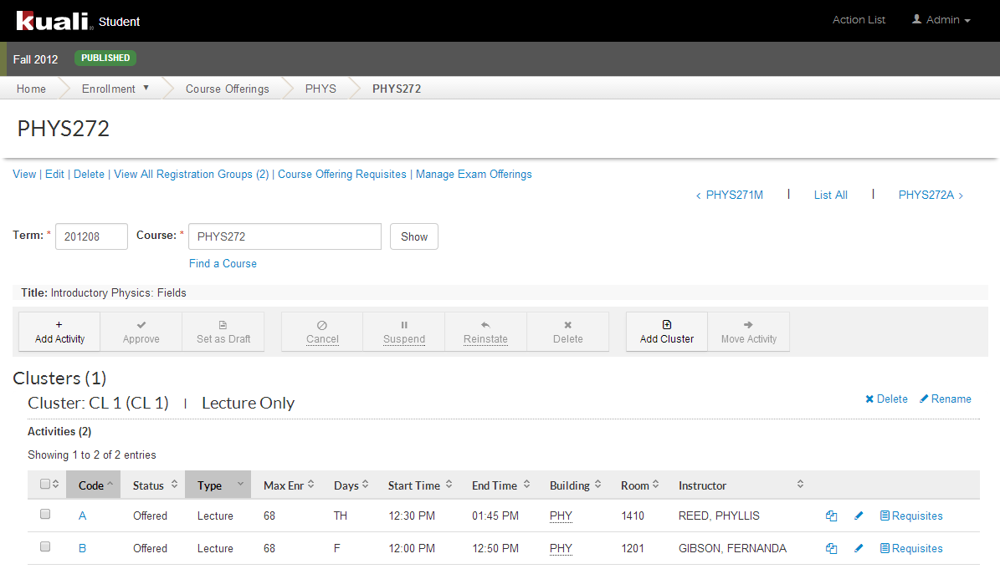 kuali Student Action List Admin
Fall 2012 PUBLISHED
Home Enrollment ▼ Course Offerings PHYS PHYS272
PHYS272
View | Edit | Delete | View All Registration Groups (2) | Course Offering Requisites | Manage Exam Offerings
‹ PHYS271M | List All | PHYS272A ›
Term: * 201208 Course: * PHYS272 Show
Find a Course
Title: Introductory Physics: Fields
+ Add Activity Approve Set as Draft Cancel Suspend Reinstate Delete Add Cluster Move Activity
Clusters (1)
Cluster: CL 1 (CL 1) | Lecture Only Delete Rename
Activities (2)
Showing 1 to 2 of 2 entries
Code Status Type Max Enr Days Start Time End Time Building Room Instructor
A Offered Lecture 68 TH 12:30 PM 01:45 PM PHY 1410 REED, PHYLLIS Requisites
B Offered Lecture 68 F 12:00 PM 12:50 PM PHY 1201 GIBSON, FERNANDA Requisites